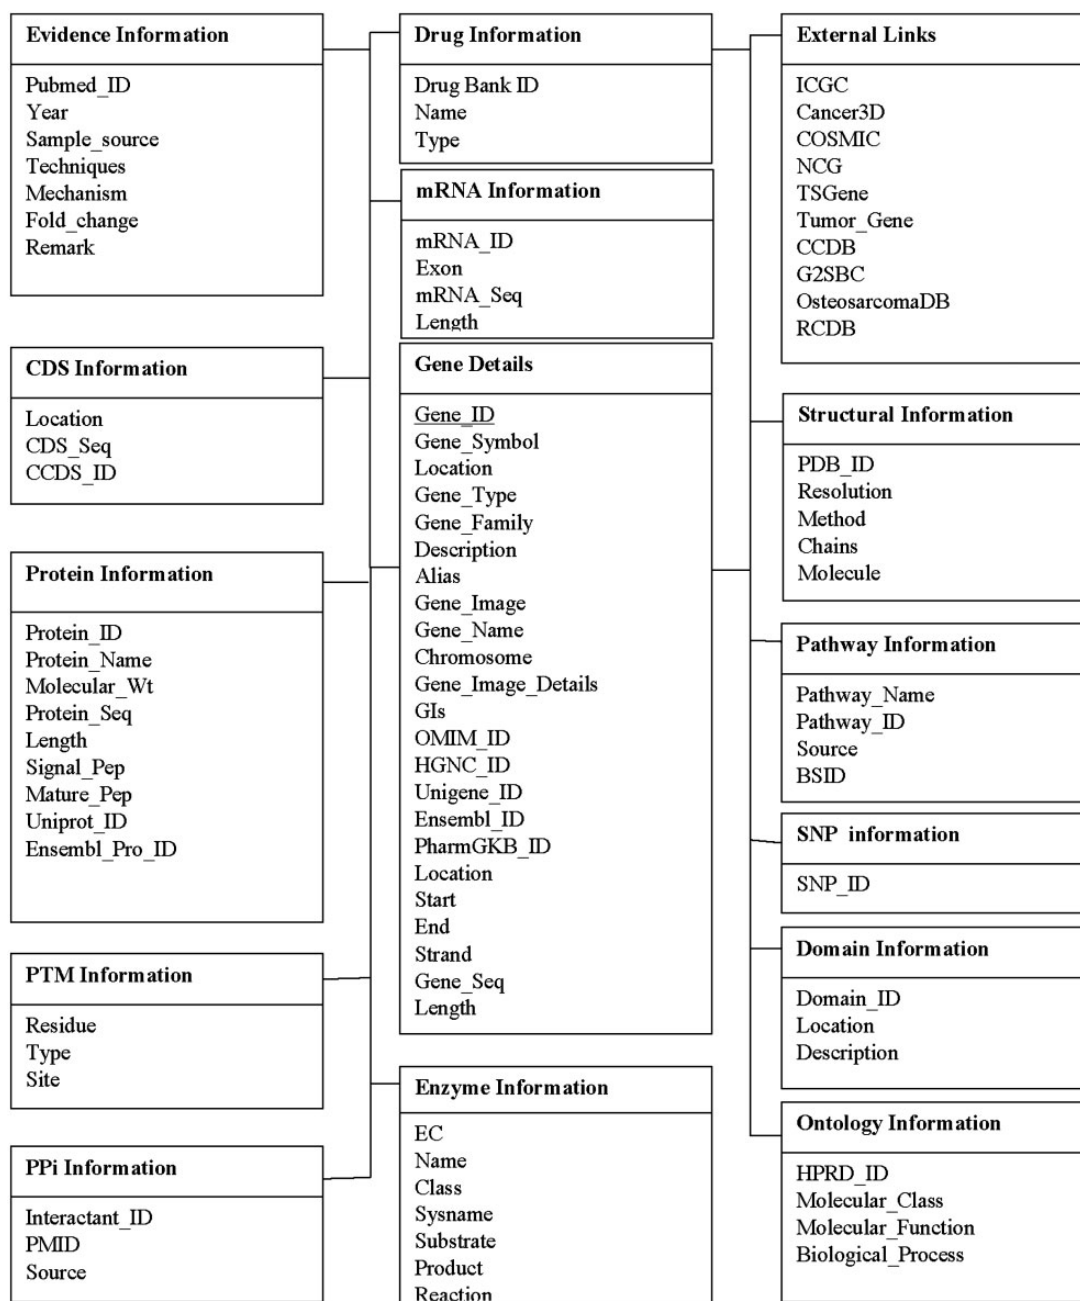 Evidence Information
Pubmed_ID
Year
Sample_source
Techniques
Mechanism
Fold_change
Remark
CDS Information
Location
CDS_Seq
CCDS_ID
Protein Information
Protein_ID
Protein_Name
Molecular_Wt
Protein_Seq
Length
Signal_Pep
Mature_Pep
Uniprot_ID
Ensembl_Pro_ID
PTM Information
Residue
Type
Site
PPi Information
Interactant_ID
PMID
Source
Drug Information
Drug Bank ID
Name
Type
mRNA Information
mRNA_ID
Exon
mRNA_Seq
Length
Gene Details
Gene_ID
Gene_Symbol
Location
Gene_Type
Gene_Family
Description
Alias
Gene_Image
Gene_Name
Chromosome
Gene_Image_Details
GIs
OMIM_ID
HGNC_ID
Unigene_ID
Ensembl_ID
PharmGKB_ID
Location
Start
End
Strand
Gene_Seq
Length
Enzyme Information
EC
Name
Class
Sysname
Substrate
Product
Reaction
External Links
ICGC
Cancer3D
COSMIC
NCG
TSGene
Tumor_Gene
CCDB
G2SBC
OsteosarcomaDB
RCDB
Structural Information
PDB_ID
Resolution
Method
Chains
Molecule
Pathway Information
Pathway_Name
Pathway_ID
Source
BSID
SNP information
SNP_ID
Domain Information
Domain_ID
Location
Description
Ontology Information
HPRD_ID
Molecular_Class
Molecular_Function
Biological_Process